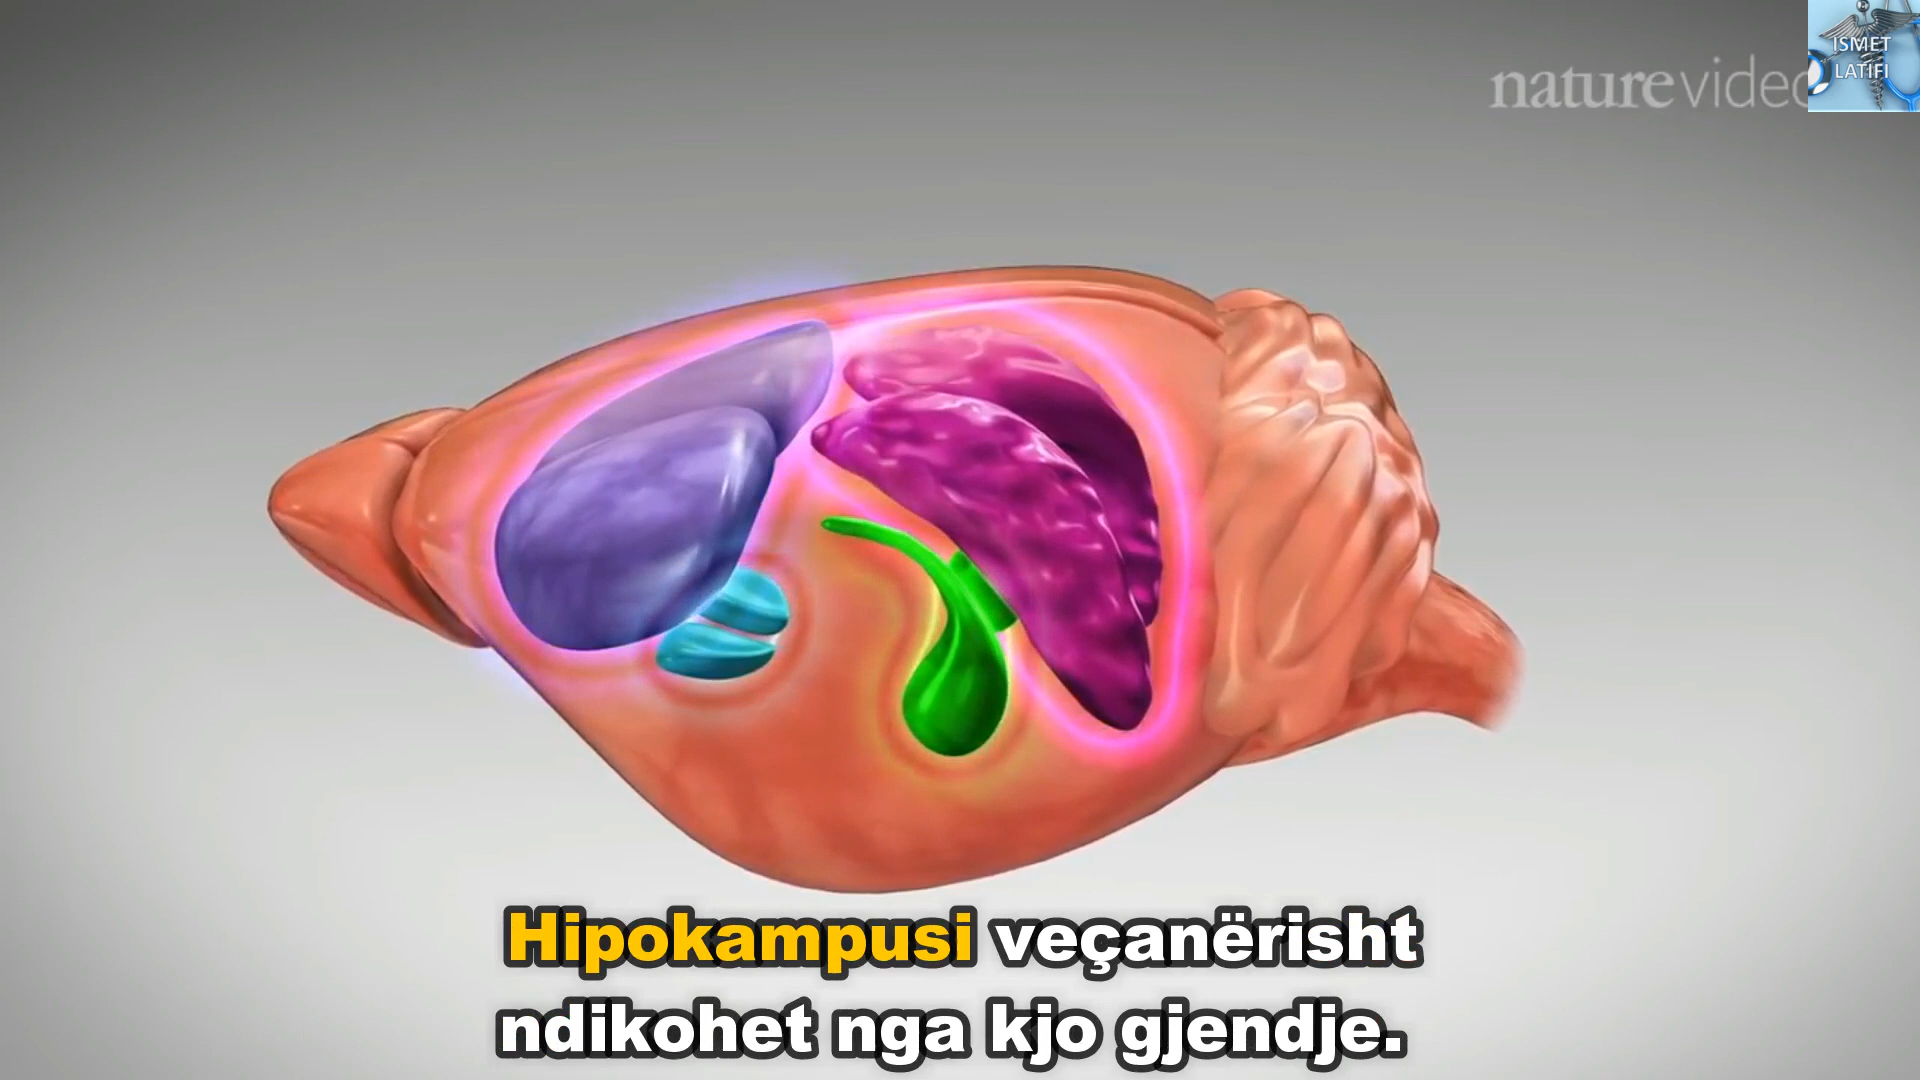 naturevideo
ISMET
LATIFI
Hipokampusi veçanërisht
ndikohet nga kjo gjendje.